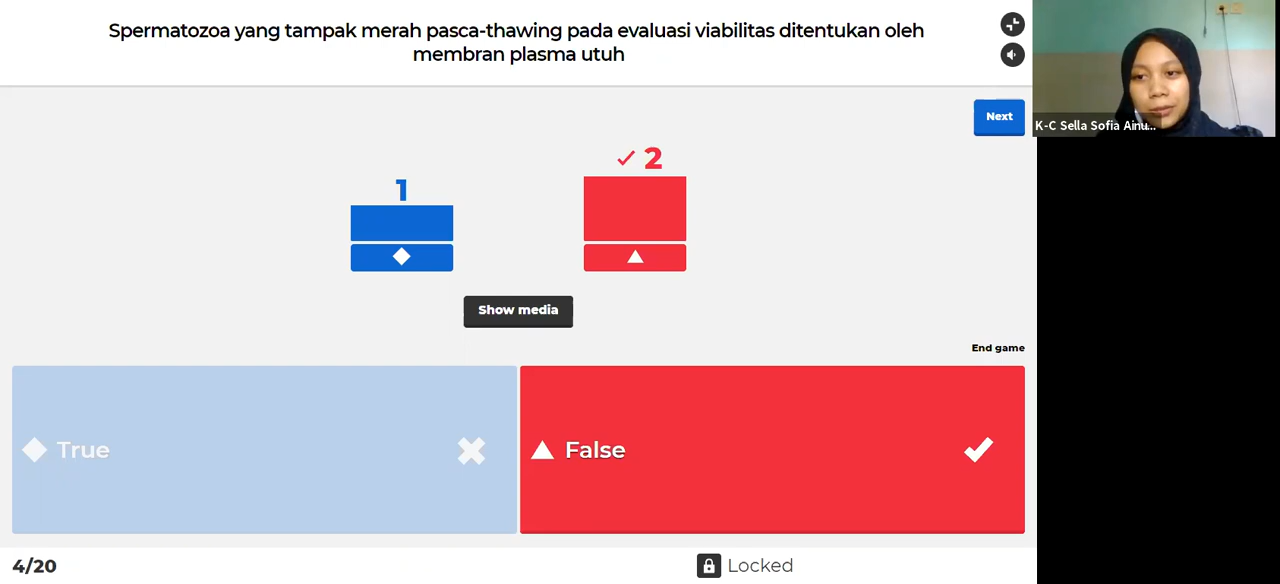 Spermatozoa yang tampak merah pasca-thawing pada evaluasi viabilitas ditentukan oleh
membran plasma utuh
Next
K-C Sella Sofia Ainu...
1
2
Show media
End game
True
False
4/20
Locked